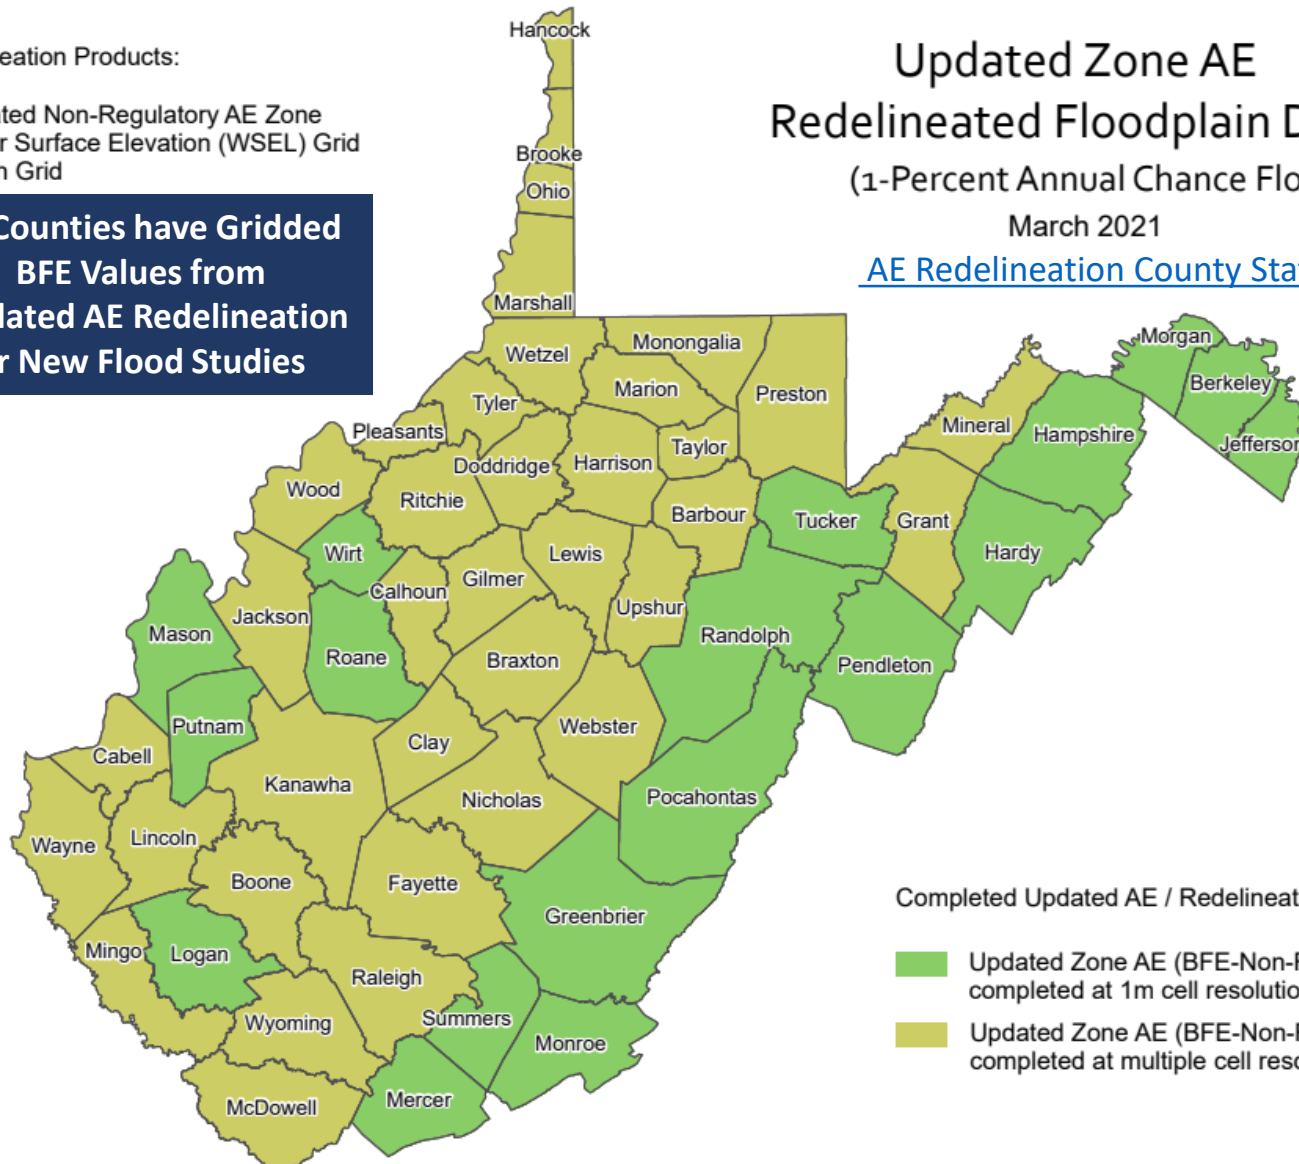 eation Products:
ted Non-Regulatory AE Zone
r Surface Elevation (WSEL) Grid
n Grid
Counties have Gridded
BFE Values from
lated AE Redelineation
r New Flood Studies
Updated Zone AE
Redelineated Floodplain D
(1-Percent Annual Chance Flo
March 2021
AE Redelineation County Sta
Hancock
Brooke
Ohio
Marshall
Wetzel
Monongalia
Marion
Preston
Tyler
Pleasants
Doddridge
Harrison
Taylor
Wood
Ritchie
Barbour
Tucker
Grant
Mineral
Hampshire
Morgan
Berkeley
Jefferson
Hardy
Wirt
Calhoun
Gilmer
Lewis
Upshur
Randolph
Pendleton
Mason
Jackson
Roane
Braxton
Putnam
Cabell
Kanawha
Clay
Webster
Nicholas
Pocahontas
Wayne
Lincoln
Boone
Fayette
Greenbrier
Mingo
Logan
Raleigh
Wyoming
Summers
Monroe
McDowell
Mercer
Completed Updated AE / Redelineat
Updated Zone AE (BFE-Non-
completed at 1m cell resolutio
Updated Zone AE (BFE-Non-
completed at multiple cell reso